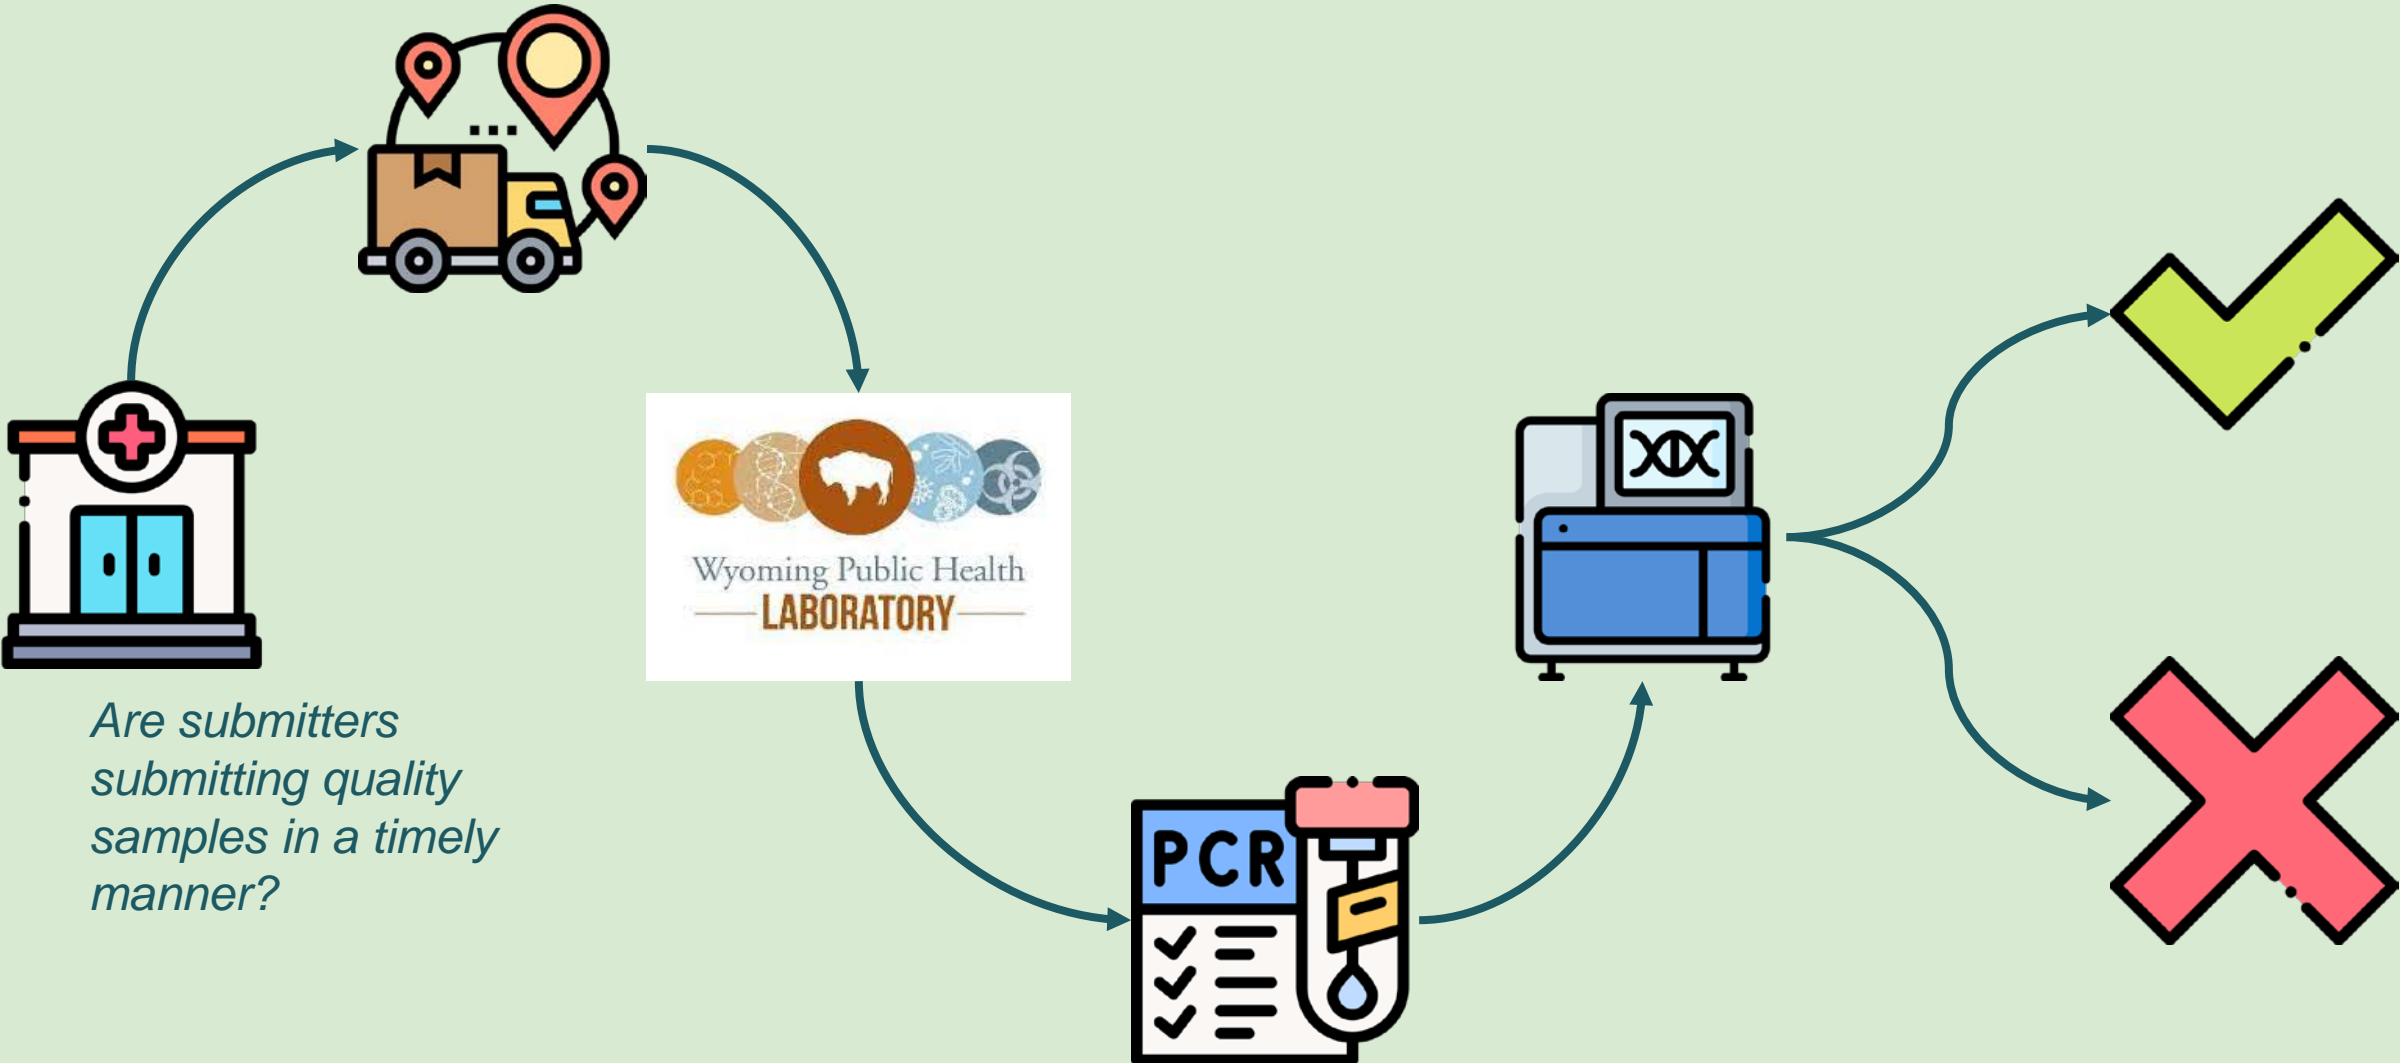 Wyoming Public Health
LABORATORY
Are submitters
submitting quality
samples in a timely
manner?
PCR